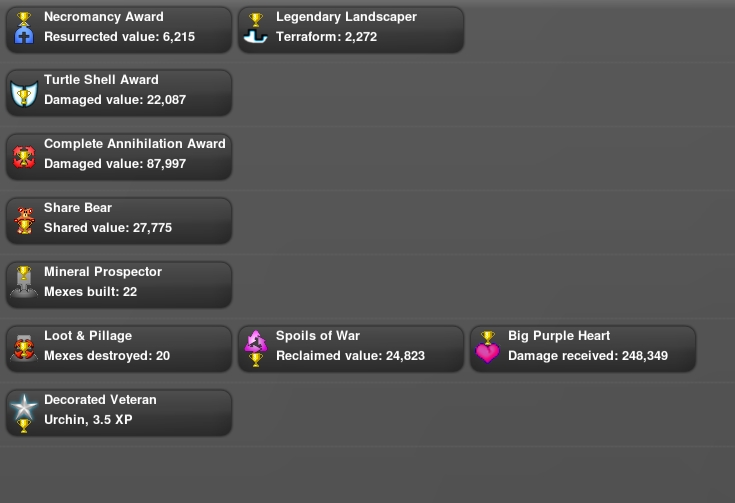 Necromancy Award
Resurrected value: 6,215
Legendary Landscaper
Terraform: 2,272
Turtle Shell Award
Damaged value: 22,087
Complete Annihilation Award
Damaged value: 87,997
Share Bear
Shared value: 27,775
Mineral Prospector
Mexes built: 22
Loot & Pillage
Mexes destroyed: 20
Spoils of War
Reclaimed value: 24,823
Big Purple Heart
Damage received: 248,349
Decorated Veteran
Urchin, 3.5 XP